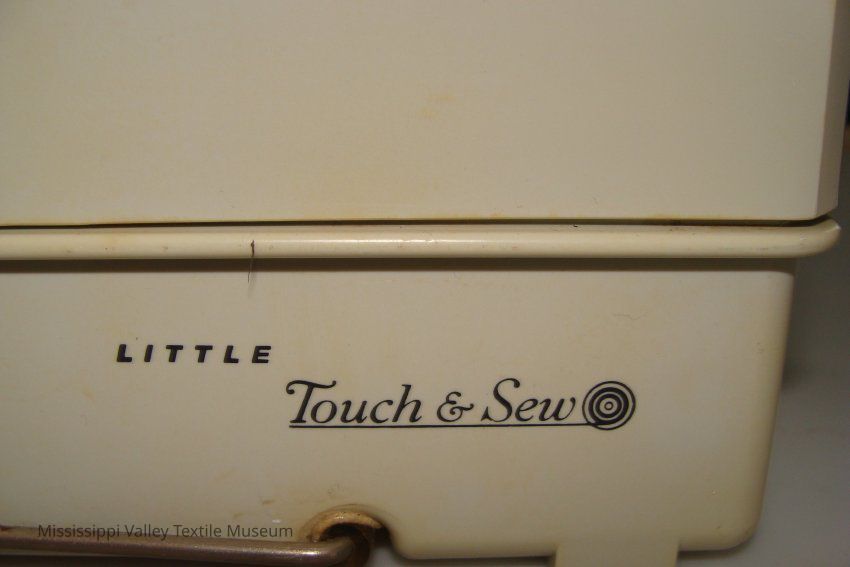 LITTLE
Touch & Sew
Mississippi Valley Textile Museum